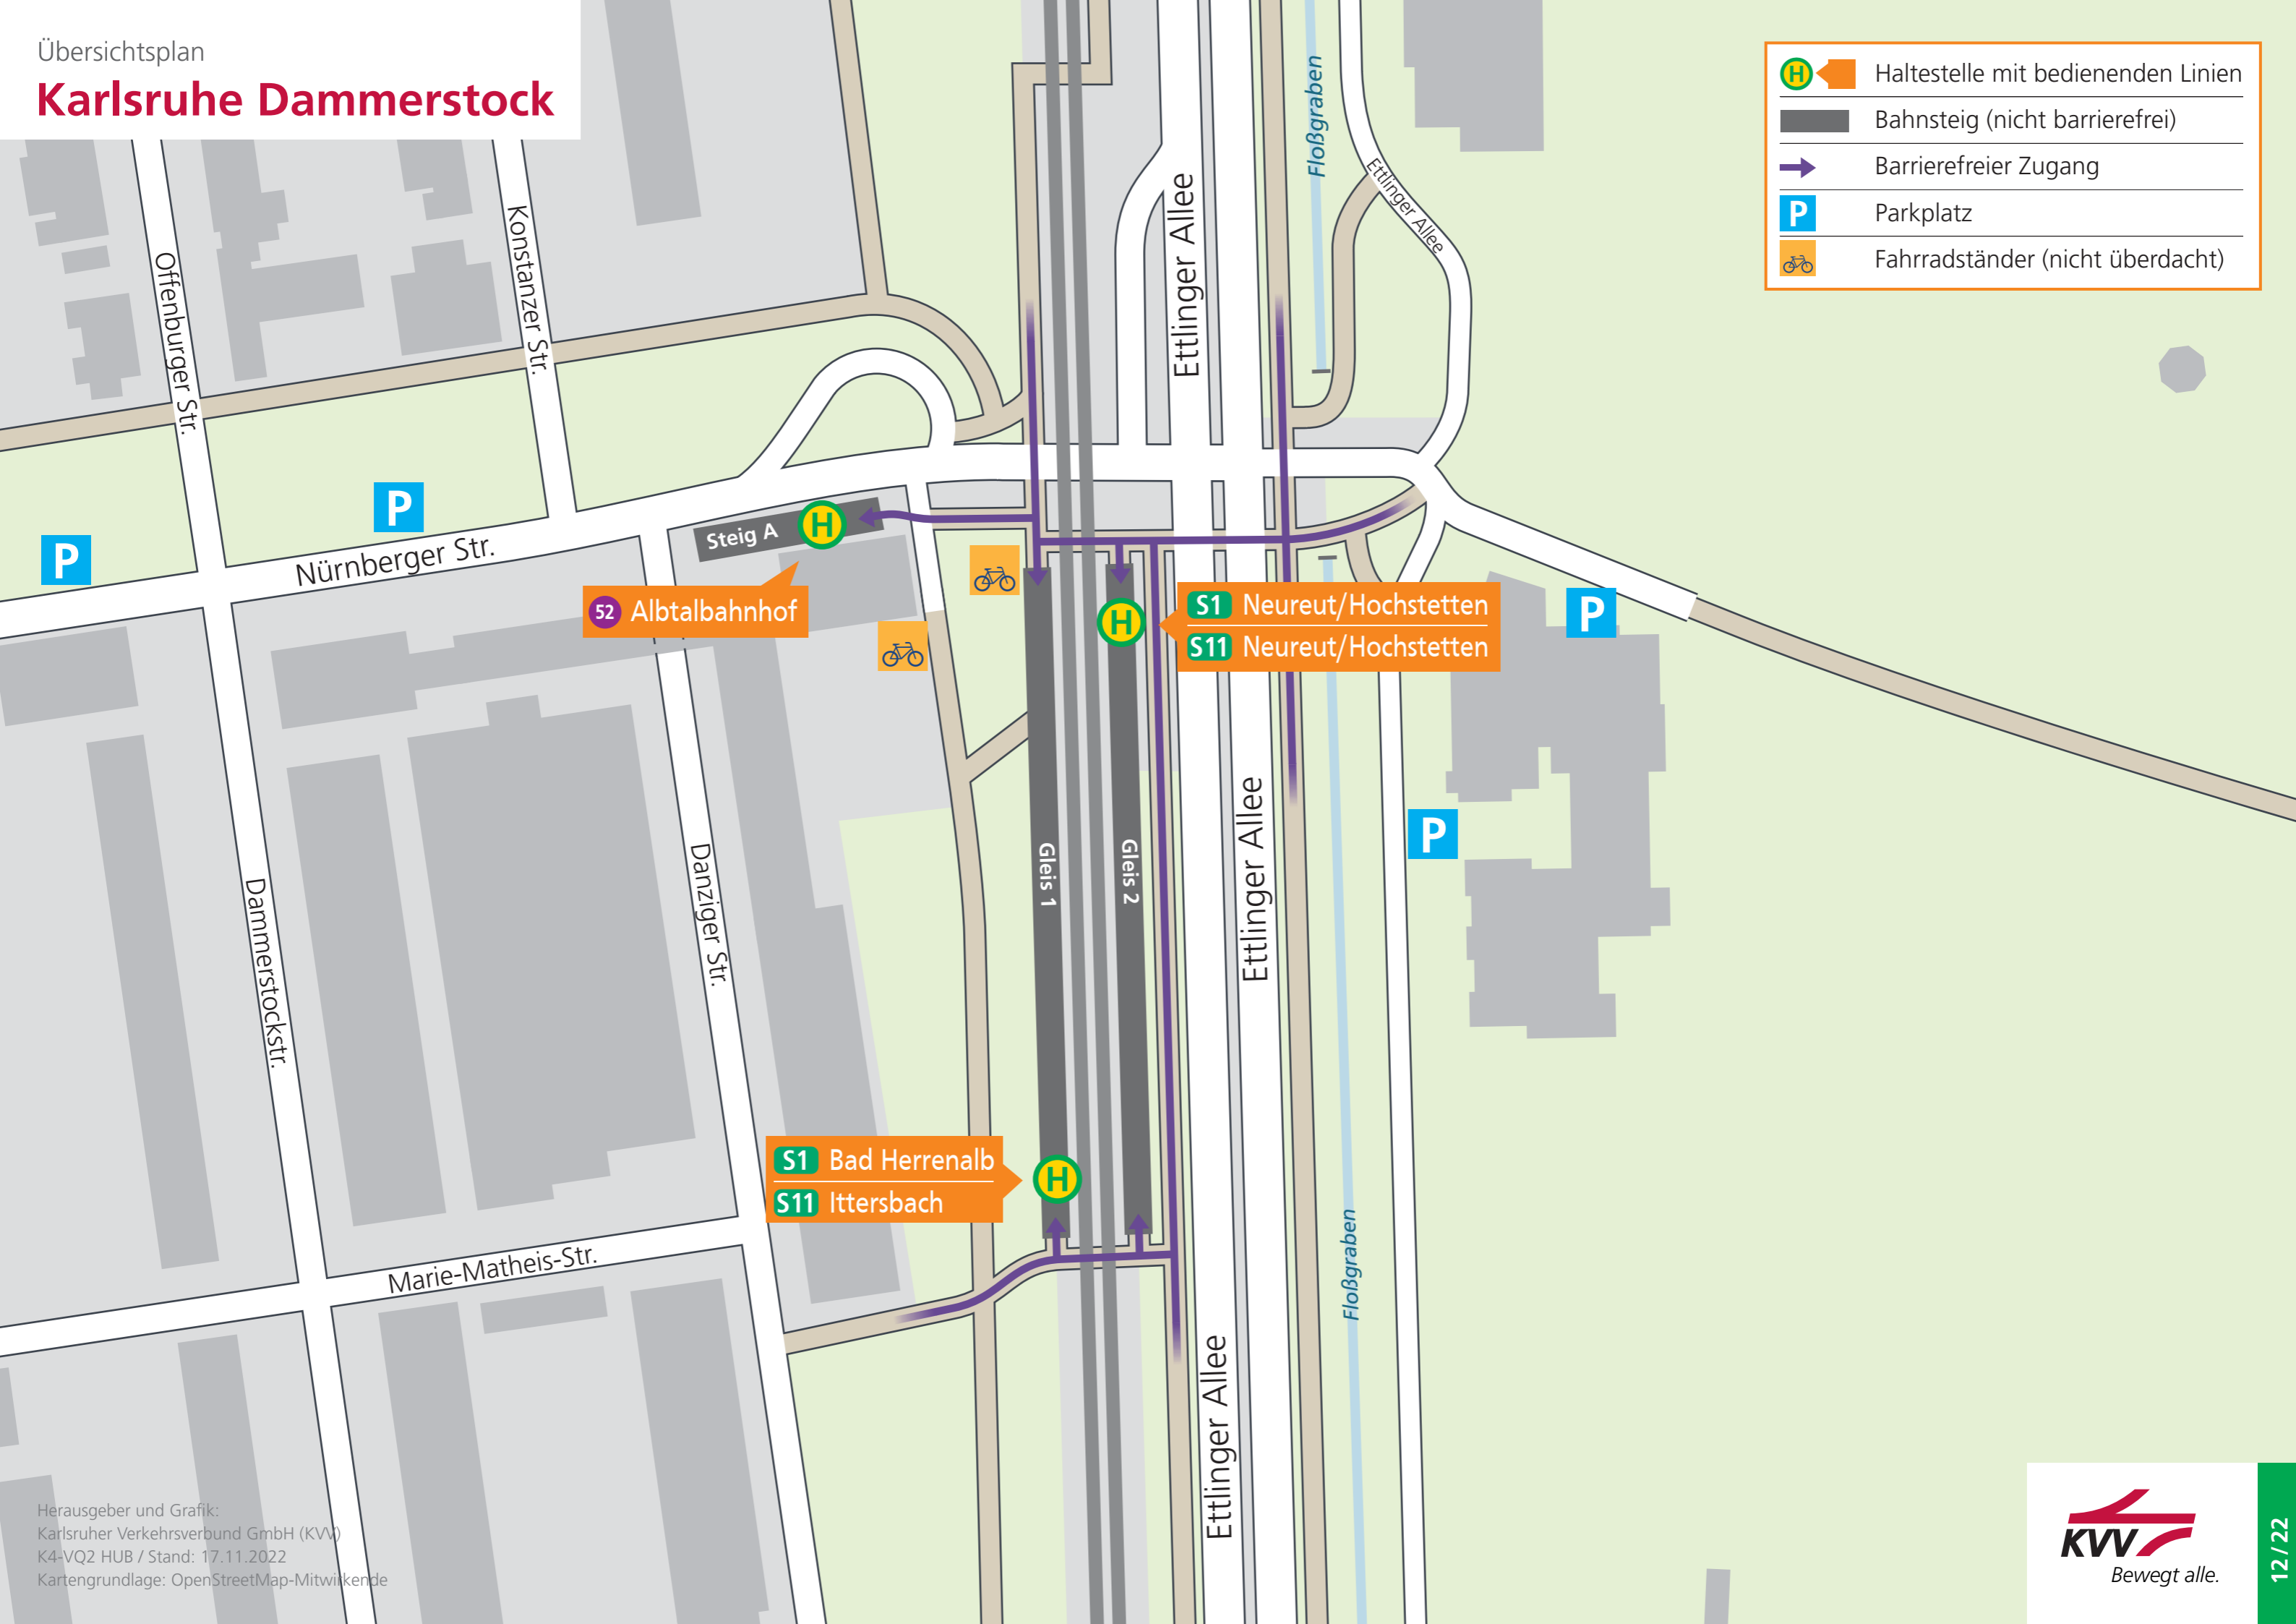 Übersichtsplan
Karlsruhe Dammerstock
H
Haltestelle mit bedienenden Linien
Bahnsteig (nicht barrierefrei)
Barrierefreier Zugang
P
Parkplatz
Fahrradständer (nicht überdacht)
Floßgraben
Ettlinger Allee
Ettlinger Allee
Konstanzer Str.
Offenburger Str.
P
P
Nürnberger Str.
Steig A
H
52 Albtalbahnhof
H
S1 Neureut/Hochstetten
S11 Neureut/Hochstetten
P
P
Gleis 1
Gleis 2
Ettlinger Allee
Danziger Str.
Dammerstockstr.
S1 Bad Herrenalb
S11 Ittersbach
H
Marie-Matheis-Str.
Floßgraben
Ettlinger Allee
Herausgeber und Grafik:
Karlsruher Verkehrsverbund GmbH (KVV)
K4-VQ2 HUB / Stand: 17.11.2022
Kartengrundlage: OpenStreetMap-Mitwirkende
KVV
Bewegt alle.
12/22